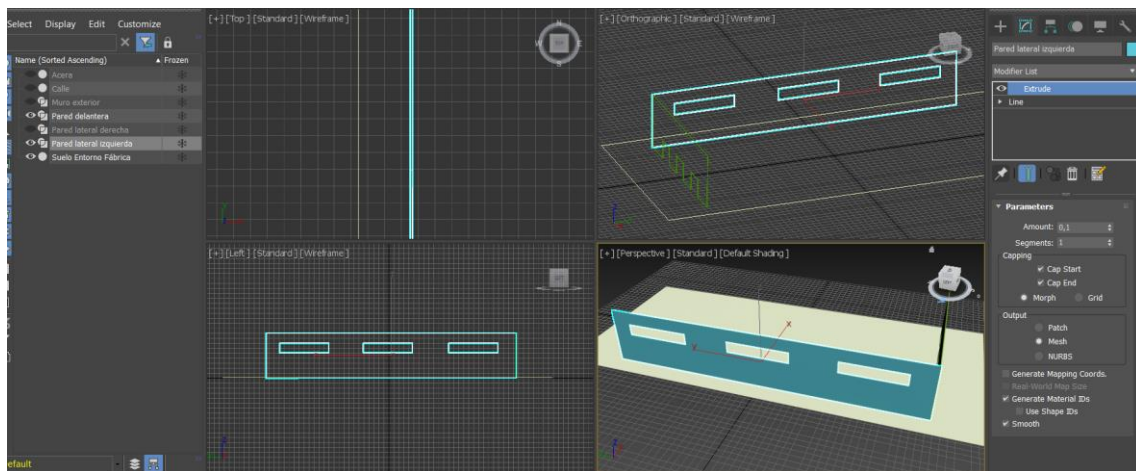 Select Display Edit Customize
Name (Sorted Ascending) ▲ Frozen
Acera
Calle
Muro exterior
Pared delantera
Pared lateral derecha
Pared lateral izquierda
Suelo Entorno Fábrica
efault
[+] [Top] [Standard] [Wireframe]
[+] [Orthographic] [Standard] [Wireframe]
[+] [Left] [Standard] [Wireframe]
[+] [Perspective] [Standard] [Default Shading]
Pared lateral izquierda
Modifier List
Extrude
Line
Parameters
Amount: 0,1
Segments: 1
Capping
Cap Start
Cap End
Morph Grid
Output
Patch
Mesh
NURBS
Generate Mapping Coords.
Real-World Map Size
Generate Material IDs
Use Shape IDs
Smooth